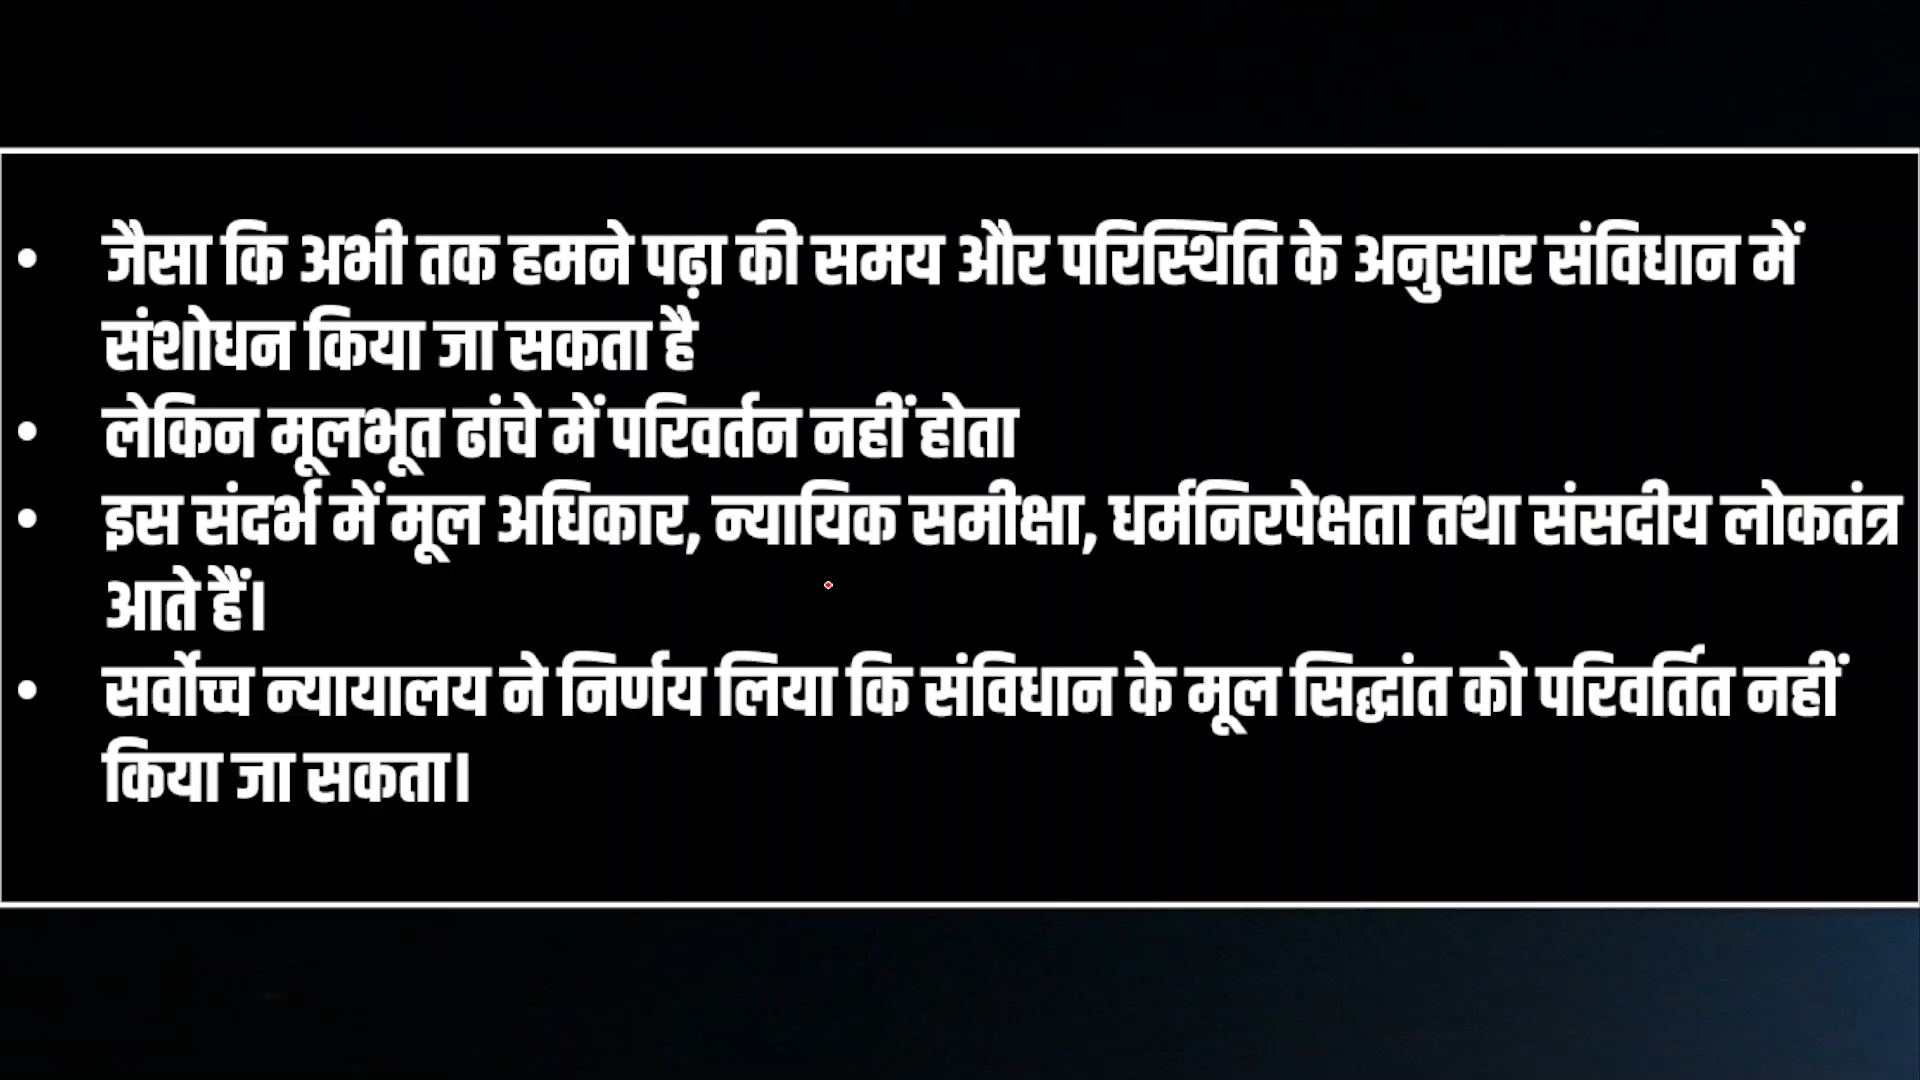 • जैसा कि अभी तक हमने पढ़ा की समय और परिस्थिति के अनुसार संविधान में
संशोधन किया जा सकता है
• लेकिन मूलभूत ढांचे में परिवर्तन नहीं होता
• इस संदर्भ में मूल अधिकार, न्यायिक समीक्षा, धर्मनिरपेक्षता तथा संसदीय लोकतंत्र
आते हैं।
• सर्वोच्च न्यायालय ने निर्णय लिया कि संविधान के मूल सिद्धांत को परिवर्तित नहीं
किया जा सकता।